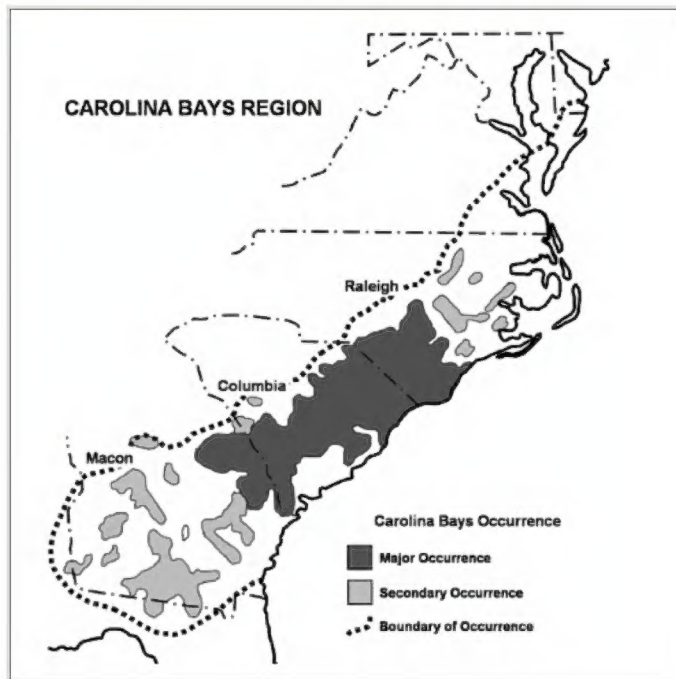 CAROLINA BAYS REGION
Raleigh
Columbia
Macon
Carolina Bays Occurrence
Major Occurrence
Secondary Occurrence
Boundary of Occurrence